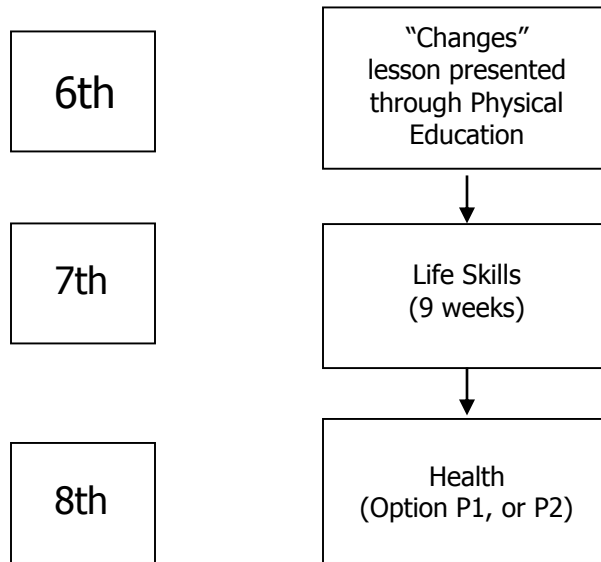 6th
“Changes”
lesson presented
through Physical
Education
7th
Life Skills
(9 weeks)
8th
Health
(Option P1, or P2)